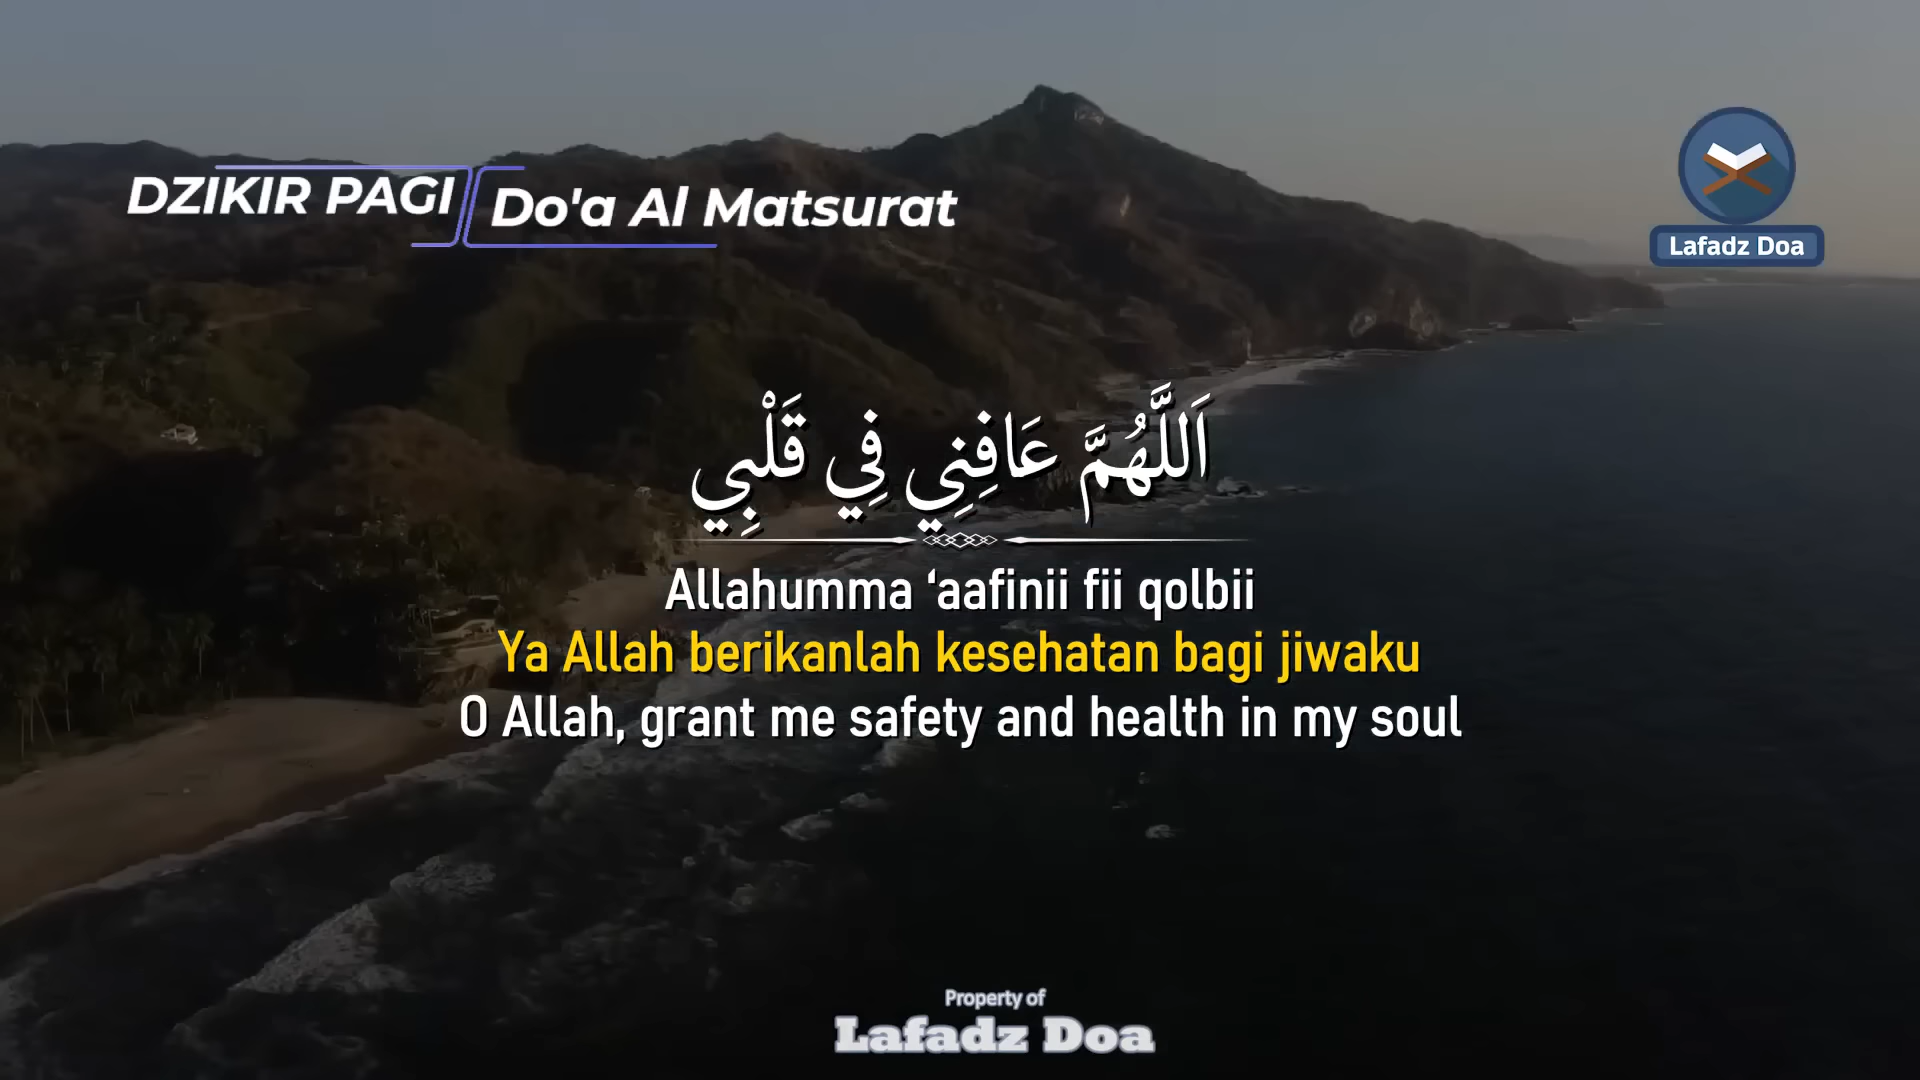 DZIKIR PAGI
Do'a Al Matsurat
Lafadz Doa
اَللَّهُمَّ عَافِنِي فِي قَلْبِي
Allahumma ‘aafinii fii qolbii
Ya Allah berikanlah kesehatan bagi jiwaku
O Allah, grant me safety and health in my soul
Property of
Lafadz Doa